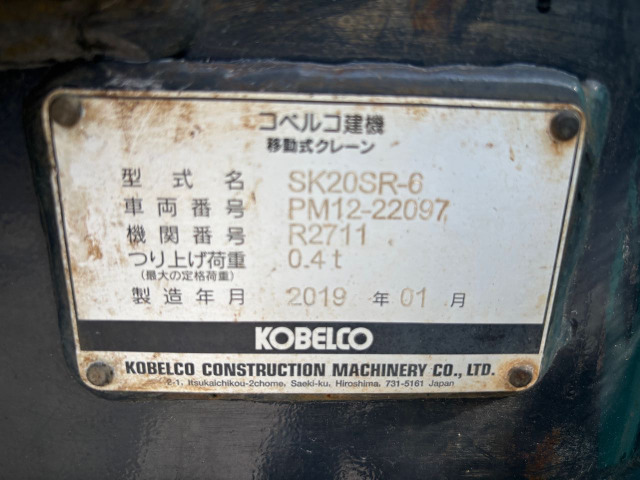 コベルコ建機
移動式クレーン
型式名 SK20SR-6
車両番号 PM12-22097
機関番号 R2711
つり上げ荷重 0.4t
(最大の定格荷重)
製造年月 2019 年 01 月
KOBELCO
KOBELCO CONSTRUCTION MACHINERY CO., LTD.
2-1, Itsukaichikou-2chome, Saeki-ku, Hiroshima, 731-5161 Japan